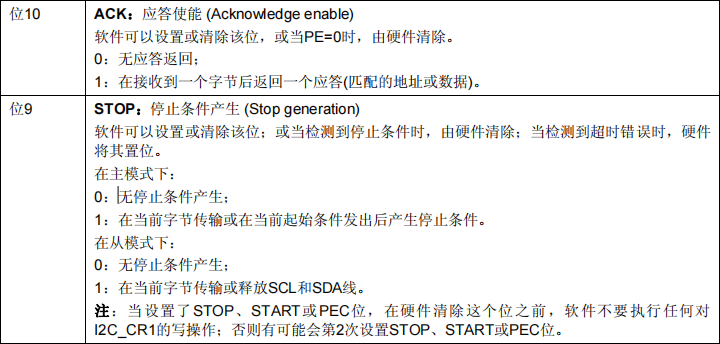 位10
ACK：应答使能 (Acknowledge enable)
软件可以设置或清除该位，或当PE=0时，由硬件清除。
0：无应答返回；
1：在接收到一个字节后返回一个应答(匹配的地址或数据)。
位9
STOP：停止条件产生 (Stop generation)
软件可以设置或清除该位；或当检测到停止条件时，由硬件清除；当检测到超时错误时，硬件
将其置位。
在主模式下：
0：无停止条件产生；
1：在当前字节传输或在当前起始条件发出后产生停止条件。
在从模式下：
0：无停止条件产生；
1：在当前字节传输或释放SCL和SDA线。
注：当设置了STOP、START或PEC位，在硬件清除这个位之前，软件不要执行任何对
I2C_CR1的写操作；否则有可能会第2次设置STOP、START或PEC位。